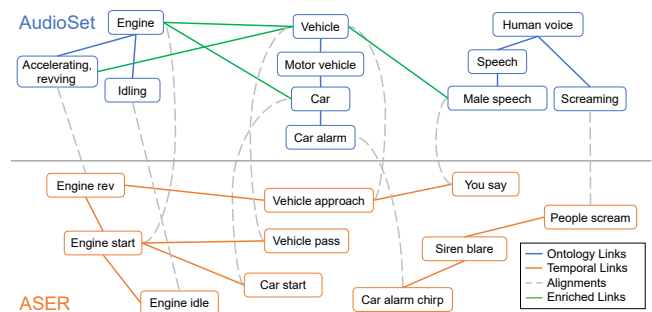 AudioSet
Engine
Vehicle
Human voice
Accelerating,
revving
Idling
Motor vehicle
Speech
Car
Male speech
Screaming
Car alarm
Engine rev
Vehicle approach
You say
People scream
Engine start
Vehicle pass
Siren blare
Car start
Engine idle
Car alarm chirp
ASER
Ontology Links
Temporal Links
Alignments
Enriched Links